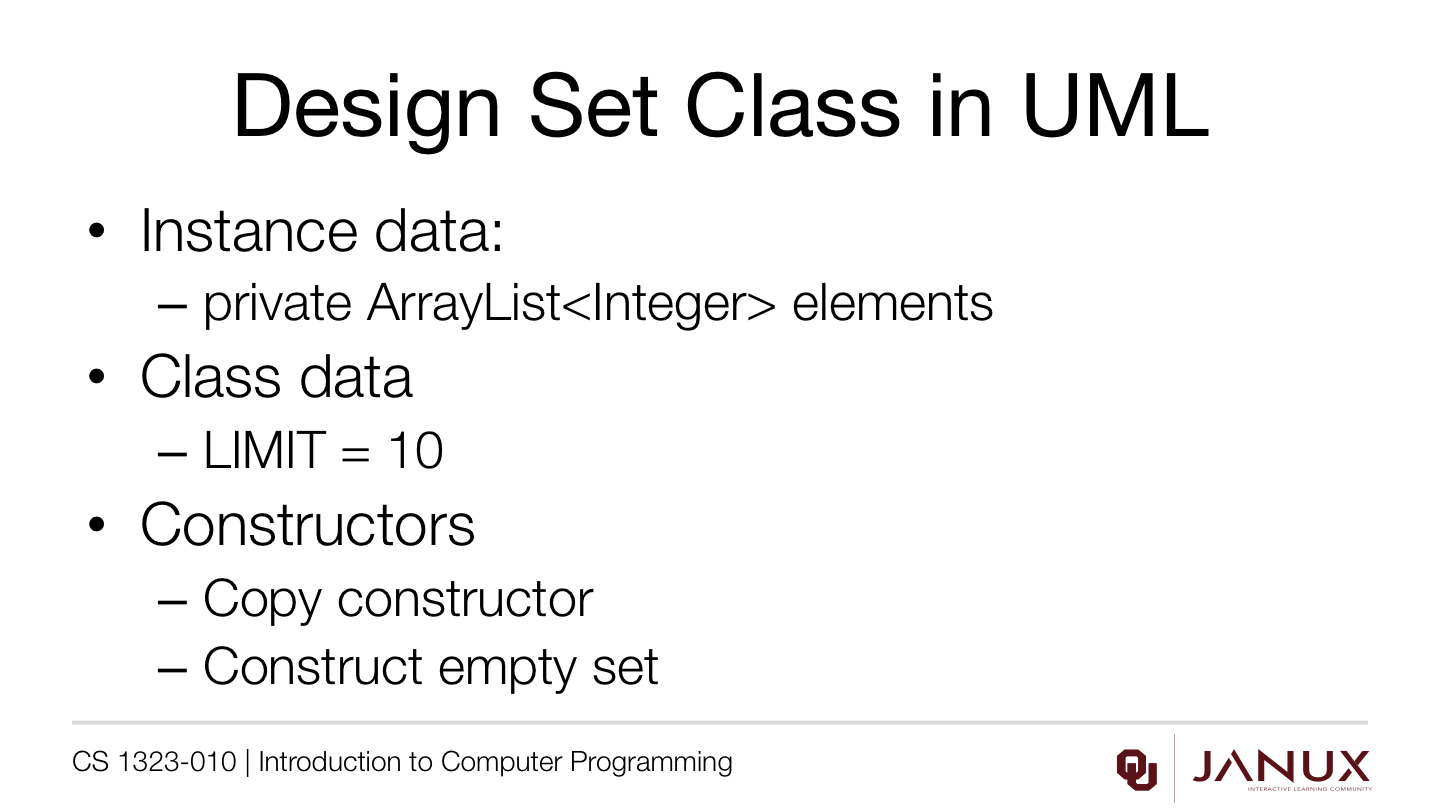 Design Set Class in UML
• Instance data:
– private ArrayList<Integer> elements
• Class data
– LIMIT = 10
• Constructors
– Copy constructor
– Construct empty set
CS 1323-010 | Introduction to Computer Programming
OU
JANUX
INTERACTIVE LEARNING COMMUNITY